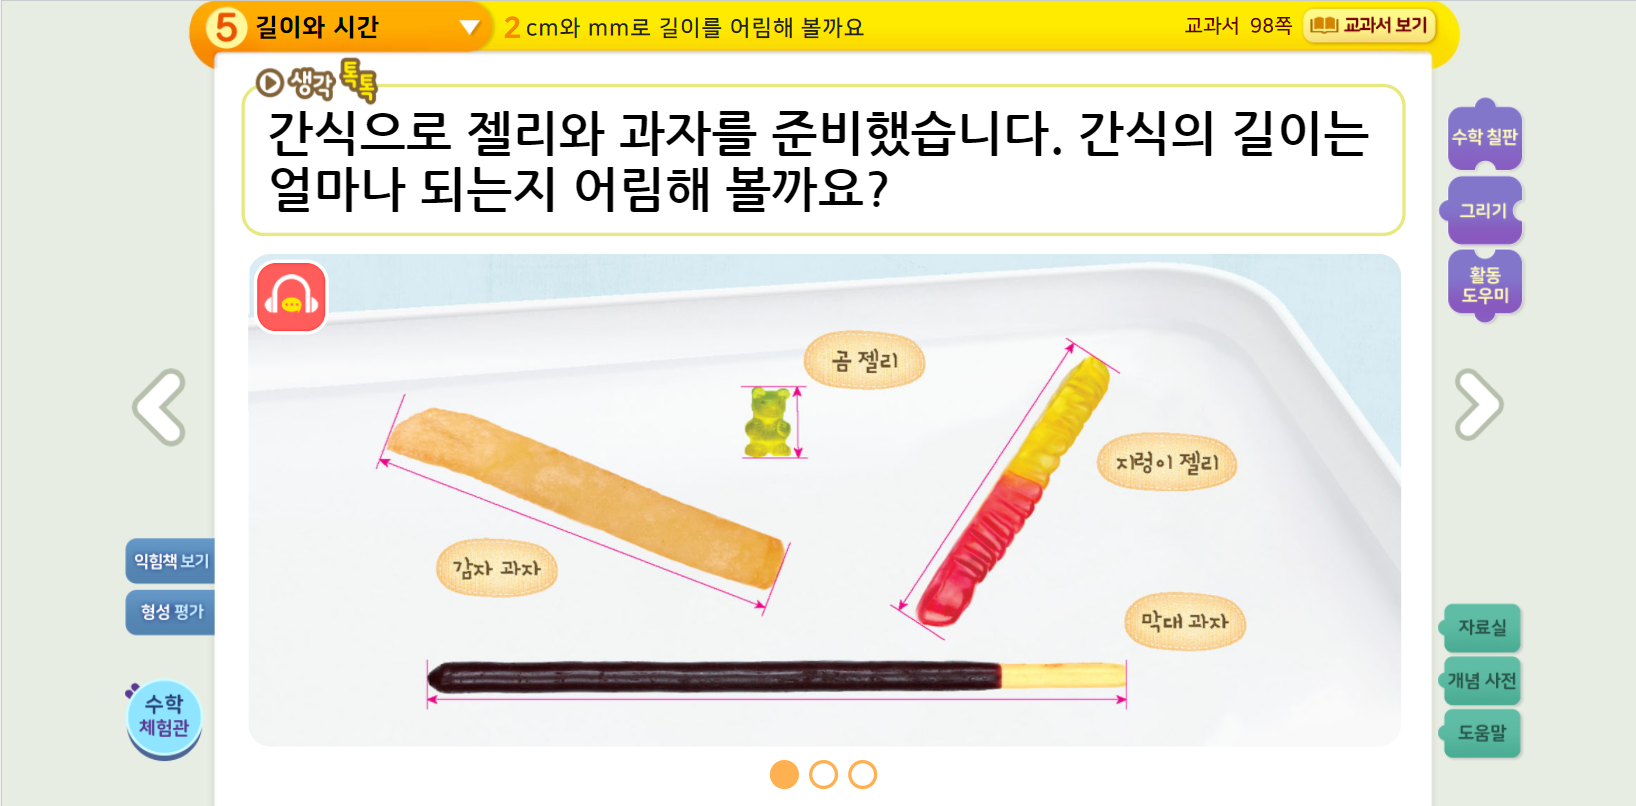 5 길이와 시간
2 cm와 mm로 길이를 어림해 볼까요
교과서 98쪽
교과서 보기
생각 톡톡
간식으로 젤리와 과자를 준비했습니다. 간식의 길이는
얼마나 되는지 어림해 볼까요?
곰 젤리
지렁이 젤리
감자 과자
막대 과자
수학 칠판
그리기
활동
도우미
익힘책 보기
형성 평가
수학
체험관
자료실
개념 사전
도움말